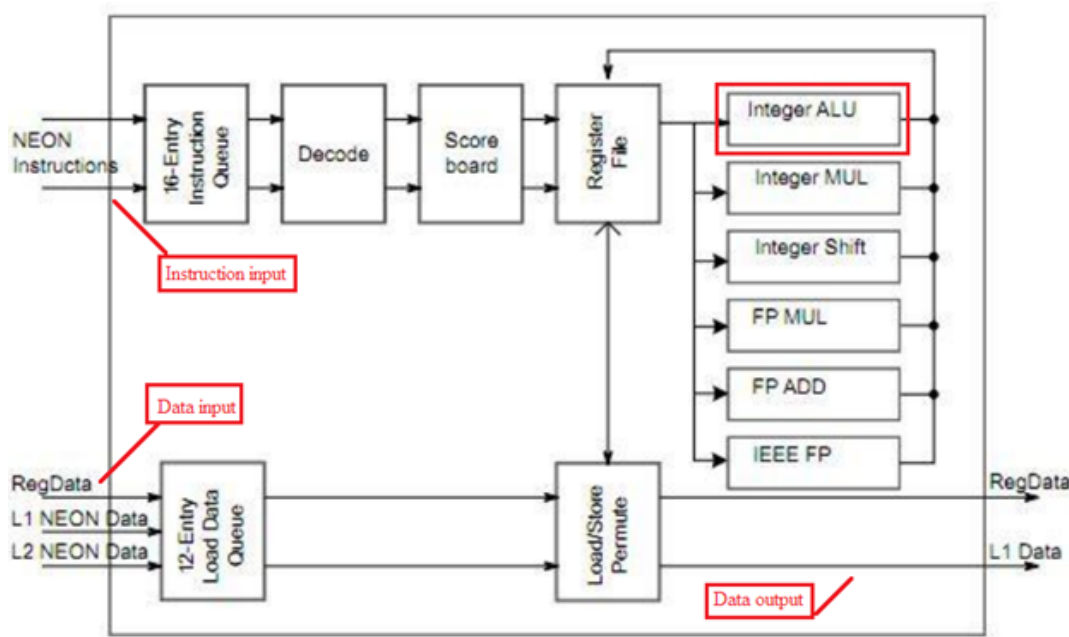 NEON
Instructions
16-Entry
Instruction
Queue
Decode
Score
board
Register
File
Integer ALU
Integer MUL
Integer Shift
FP MUL
FP ADD
IEEE FP
Instruction input
Data input
RegData
L1 NEON Data
L2 NEON Data
12-Entry
Load Data
Queue
Load/Store
Permute
RegData
L1 Data
Data output